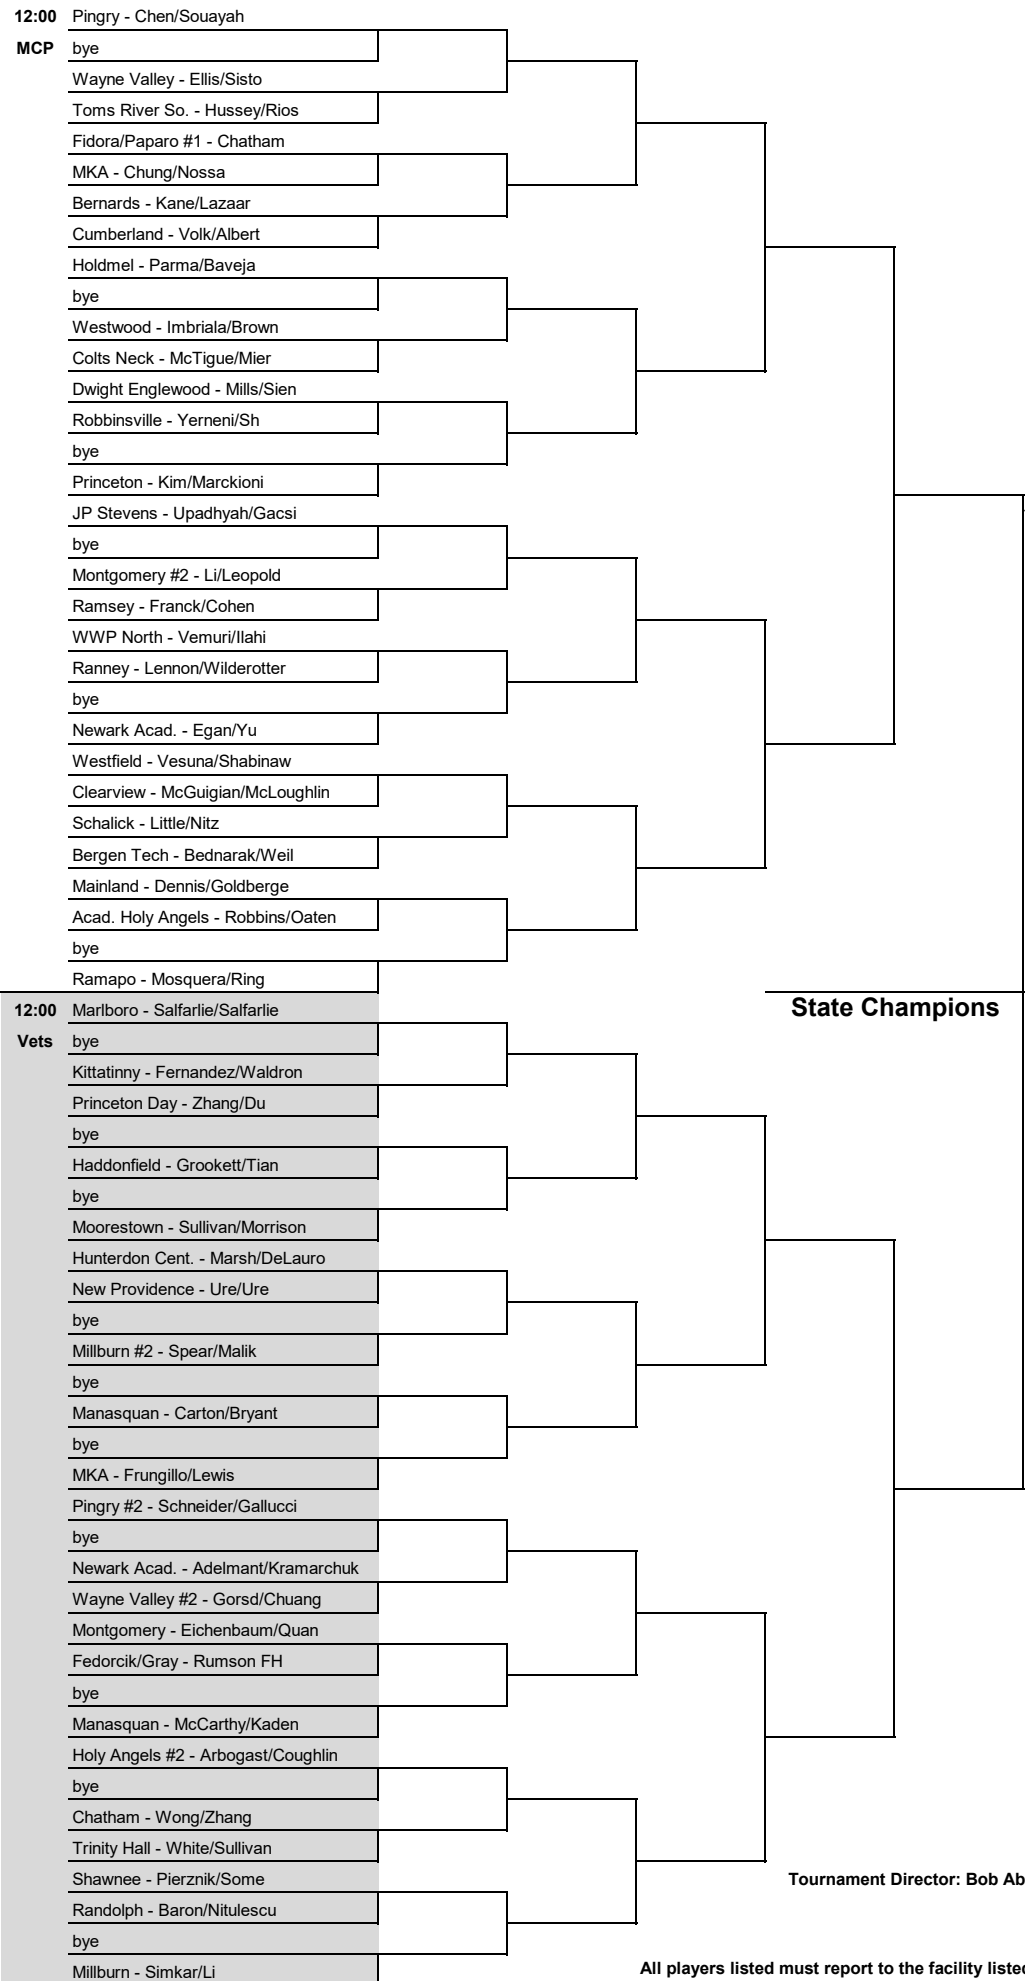 12:00 Pingry - Chen/Souayah
MCP bye
Wayne Valley - Ellis/Sisto
Toms River So. - Hussey/Rios
Fidora/Paparo #1 - Chatham
MKA - Chung/Nossa
Bernards - Kane/Lazaar
Cumberland - Volk/Albert
Holdmel - Parma/Baveja
bye
Westwood - Imbriala/Brown
Colts Neck - McTigue/Mier
Dwight Englewood - Mills/Sien
Robbinsville - Yerneni/Sh
bye
Princeton - Kim/Marckioni
JP Stevens - Upadhyah/Gacsi
bye
Montgomery #2 - Li/Leopold
Ramsey - Franck/Cohen
WWP North - Vemuri/Ilahi
Ranney - Lennon/Wilderotter
bye
Newark Acad. - Egan/Yu
Westfield - Vesuna/Shabinaw
Clearview - McGuigian/McLoughlin
Schalick - Little/Nitz
Bergen Tech - Bednarak/Weil
Mainland - Dennis/Goldberge
Acad. Holy Angels - Robbins/Oaten
bye
Ramapo - Mosquera/Ring
12:00 Marlboro - Salfarlie/Salfarlie
State Champions
Vets bye
Kittatinny - Fernandez/Waldron
Princeton Day - Zhang/Du
bye
Haddonfield - Grookett/Tian
bye
Moorestown - Sullivan/Morrison
Hunterdon Cent. - Marsh/DeLauro
New Providence - Ure/Ure
bye
Millburn #2 - Spear/Malik
bye
Manasquan - Carton/Bryant
bye
MKA - Frungillo/Lewis
Pingry #2 - Schneider/Gallucci
bye
Newark Acad. - Adelmant/Kramarchuk
Wayne Valley #2 - Gorsd/Chuang
Montgomery - Eichenbaum/Quan
Fedorcik/Gray - Rumson FH
bye
Manasquan - McCarthy/Kaden
Holy Angels #2 - Arbogast/Coughlin
bye
Chatham - Wong/Zhang
Trinity Hall - White/Sullivan
Shawnee - Pierznik/Some
Tournament Director: Bob Ab
Randolph - Baron/Nitulescu
bye
Millburn - Simkar/Li
All players listed must report to the facility listed